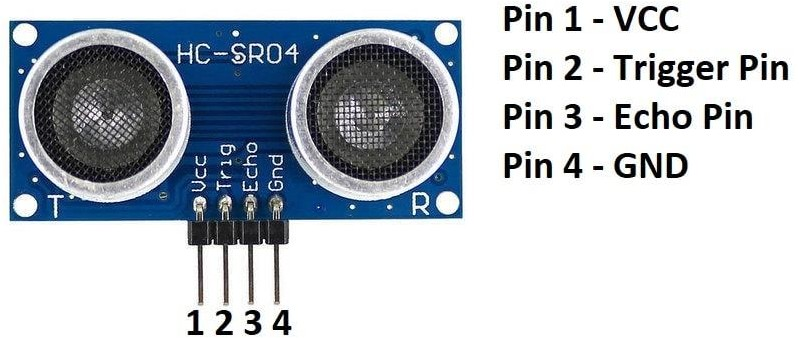 HC-SR04
Vcc
Trig
Echo
Gnd
T
R
1 2 3 4
Pin 1 - VCC
Pin 2 - Trigger Pin
Pin 3 - Echo Pin
Pin 4 - GND